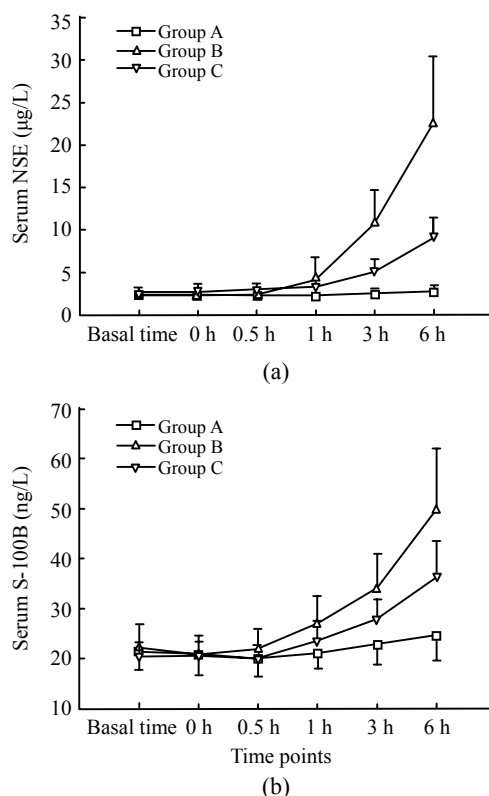 35
30
25
20
15
10
5
0
Serum NSE (μg/L)
Group A
Group B
Group C
Basal time 0 h 0.5 h 1 h 3 h 6 h
(a)
70
60
50
40
30
20
10
Serum S-100B (ng/L)
Group A
Group B
Group C
Basal time 0 h 0.5 h 1 h 3 h 6 h
Time points
(b)